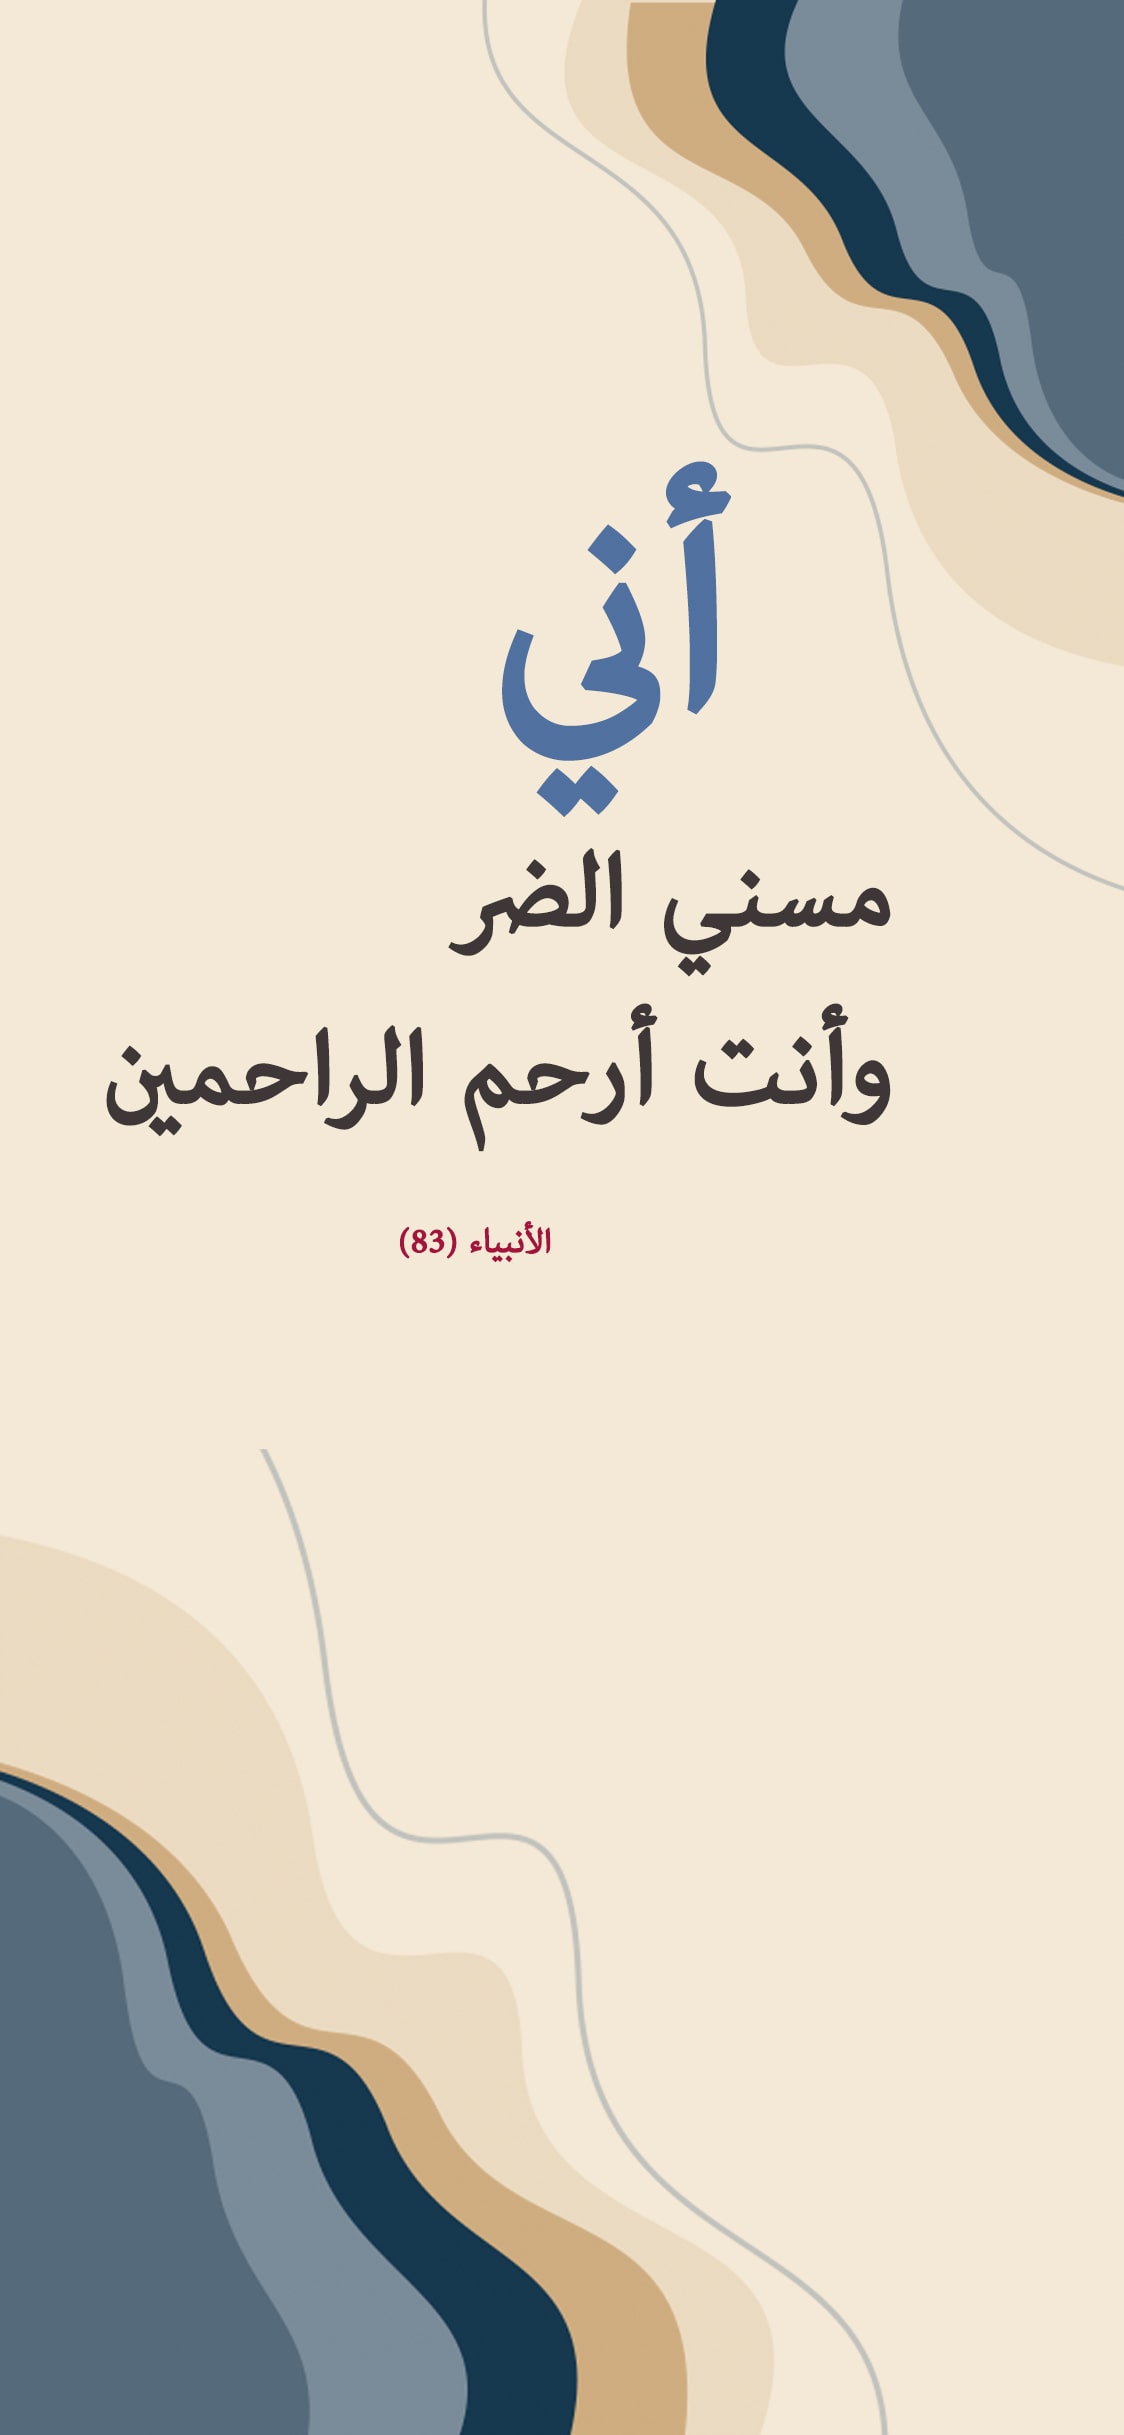 أني
مسني الضر
وأنت أرحم الراحمين
الأنبياء (83)